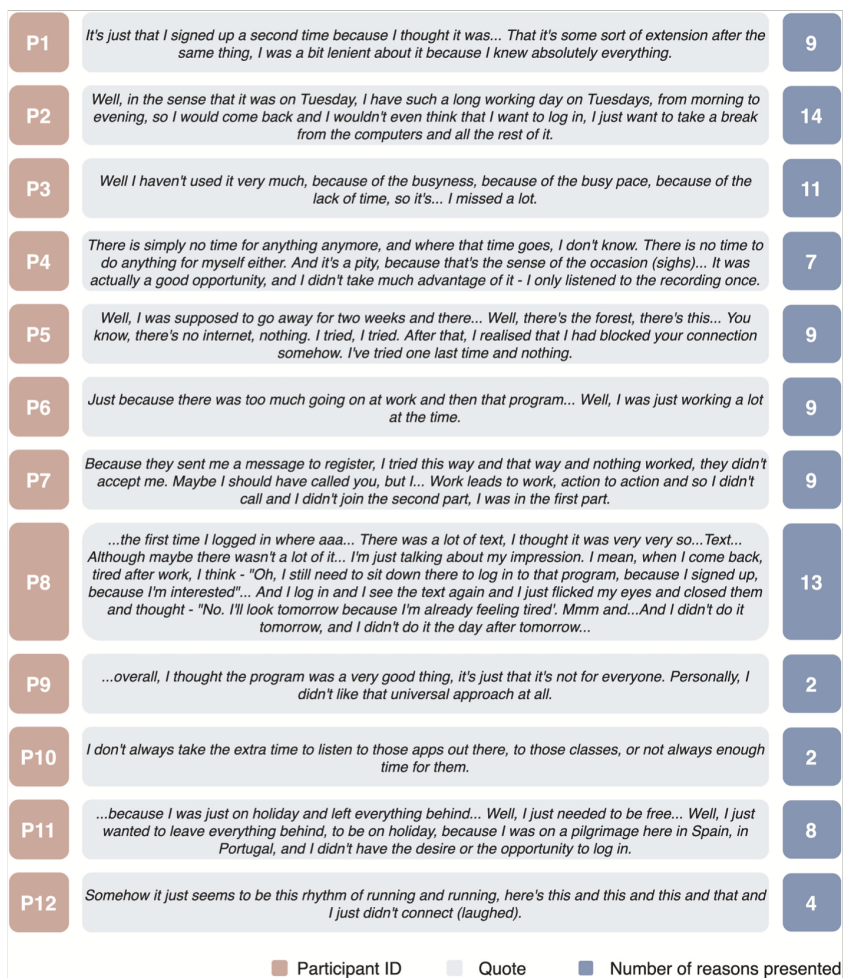 P1
It's just that I signed up a second time because I thought it was... That it's some sort of extension after the
same thing, I was a bit lenient about it because I knew absolutely everything.
9
P2
Well, in the sense that it was on Tuesday, I have such a long working day on Tuesdays, from morning to
evening, so I would come back and I wouldn't even think that I want to log in, I just want to take a break
from the computers and all the rest of it.
14
P3
Well I haven't used it very much, because of the busyness, because of the busy pace, because of the
lack of time, so it's... I missed a lot.
11
P4
There is simply no time for anything anymore, and where that time goes, I don't know. There is no time to
do anything for myself either. And it's a pity, because that's the sense of the occasion (sighs)... It was
actually a good opportunity, and I didn't take much advantage of it - I only listened to the recording once.
7
P5
Well, I was supposed to go away for two weeks and there... Well, there's the forest, there's this... You
know, there's no internet, nothing. I tried, I tried. After that, I realised that I had blocked your connection
somehow. I've tried one last time and nothing.
9
P6
Just because there was too much going on at work and then that program... Well, I was just working a lot
at the time.
9
P7
Because they sent me a message to register, I tried this way and that way and nothing worked, they didn't
accept me. Maybe I should have called you, but I... Work leads to work, action to action and so I didn't
call and I didn't join the second part, I was in the first part.
9
P8
...the first time I logged in where aaa... There was a lot of text, I thought it was very very so...Text...
Although maybe there wasn't a lot of it... I'm just talking about my impression. I mean, when I come back,
tired after work, I think - "Oh, I still need to sit down there to log in to that program, because I signed up,
because I'm interested"... And I log in and I see the text again and I just flicked my eyes and closed them
and thought - "No. I'll look tomorrow because I'm already feeling tired'. Mmm and...And I didn't do it
tomorrow, and I didn't do it the day after tomorrow...
13
P9
...overall, I thought the program was a very good thing, it's just that it's not for everyone. Personally, I
didn't like that universal approach at all.
2
P10
I don't always take the extra time to listen to those apps out there, to those classes, or not always enough
time for them.
2
P11
...because I was just on holiday and left everything behind... Well, I just needed to be free... Well, I just
wanted to leave everything behind, to be on holiday, because I was on a pilgrimage here in Spain, in
Portugal, and I didn't have the desire or the opportunity to log in.
8
P12
Somehow it just seems to be this rhythm of running and running, here's this and this and this and that and
I just didn't connect (laughed).
4
Participant ID
Quote
Number of reasons presented